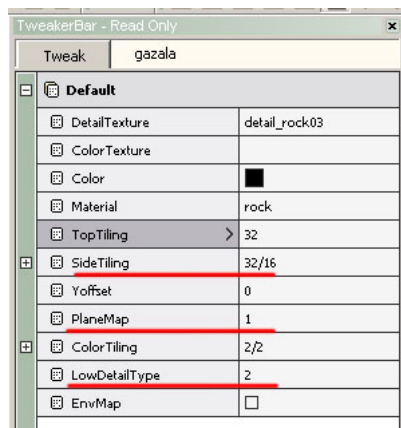 TweakerBar - Read Only
Tweak gazala
Default
DetailTexture detail_rock03
ColorTexture
Color
Material rock
TopTiling 32
SideTiling 32/16
Yoffset 0
PlaneMap 1
ColorTiling 2/2
LowDetailType 2
EnvMap